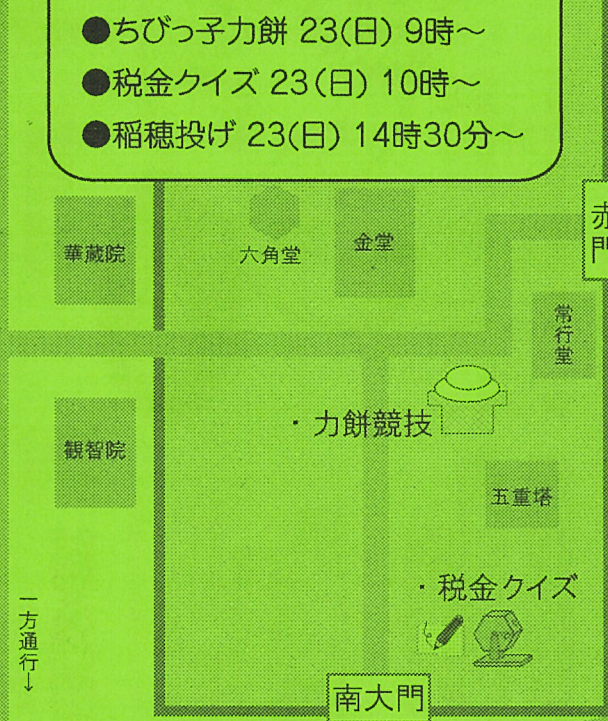 ●ちびっ子力餅 23(日) 9時〜
●税金クイズ 23(日) 10時〜
●稲穂投げ 23(日) 14時30分〜
赤門
華蔵院
六角堂
金堂
常行堂
・力餅競技
観智院
五重塔
・税金クイズ
一方通行→
南大門